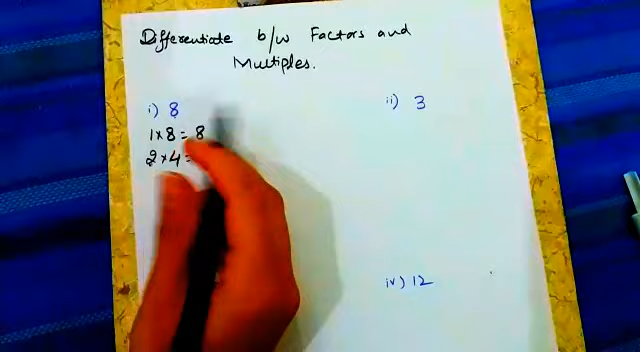 Differentiate b/w Factors and
Multiples.
i) 8
ii) 3
1 × 8 = 8
2 × 4 =
iv) 12